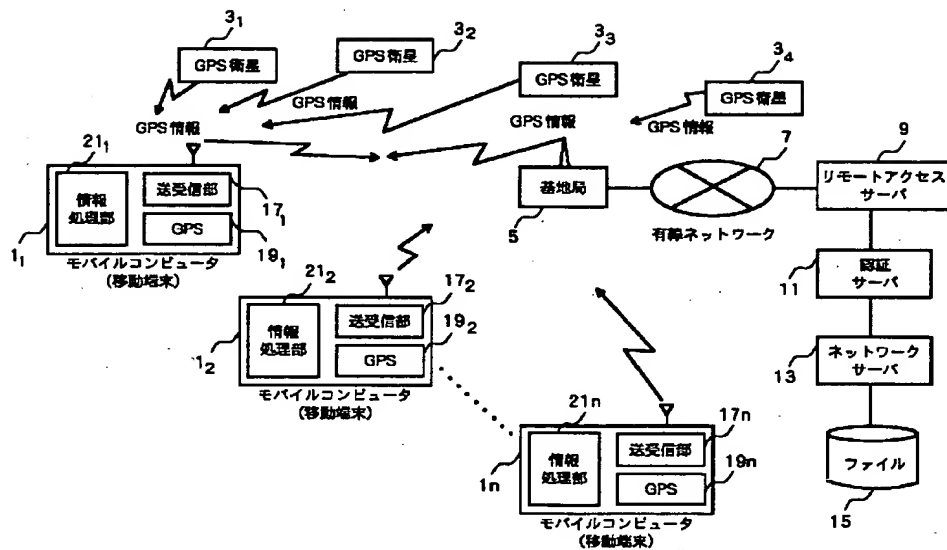 3₁
GPS衛星
3₂
GPS衛星
3₃
GPS衛星
3₄
GPS衛星
GPS情報
GPS情報
GPS情報
GPS情報
21₁
情報
処理部
送受信部
17₁
GPS
19₁
1₁
モバイルコンピュータ
(移動端末)
基地局
5
7
有線ネットワーク
9
リモートアクセス
サーバ
認証
サーバ
11
ネットワーク
サーバ
13
ファイル
15
21₂
情報
処理部
送受信部
17₂
GPS
19₂
1₂
モバイルコンピュータ
(移動端末)
21n
情報
処理部
送受信部
17n
GPS
19n
1n
モバイルコンピュータ
(移動端末)